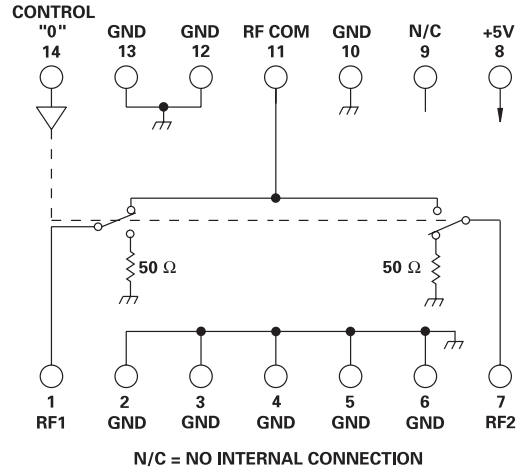 CONTROL
"0" GND GND RF COM GND N/C +5V
14 13 12 11 10 9 8
50 Ω 50 Ω
1 2 3 4 5 6 7
RF1 GND GND GND GND GND RF2
N/C = NO INTERNAL CONNECTION